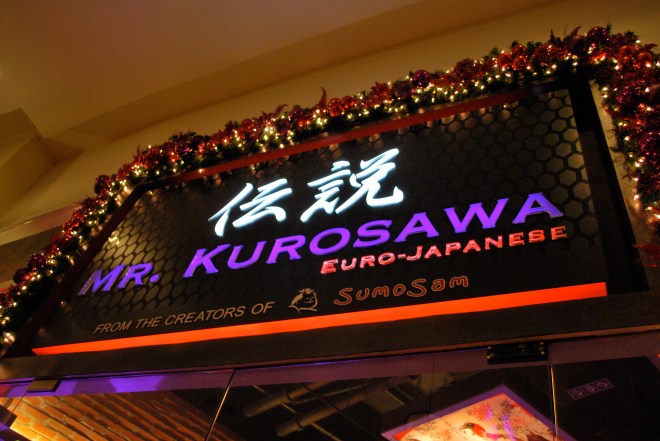 伝説
MR. KUROSAWA
EURO-JAPANESE
FROM THE CREATORS OF SUMOSAM